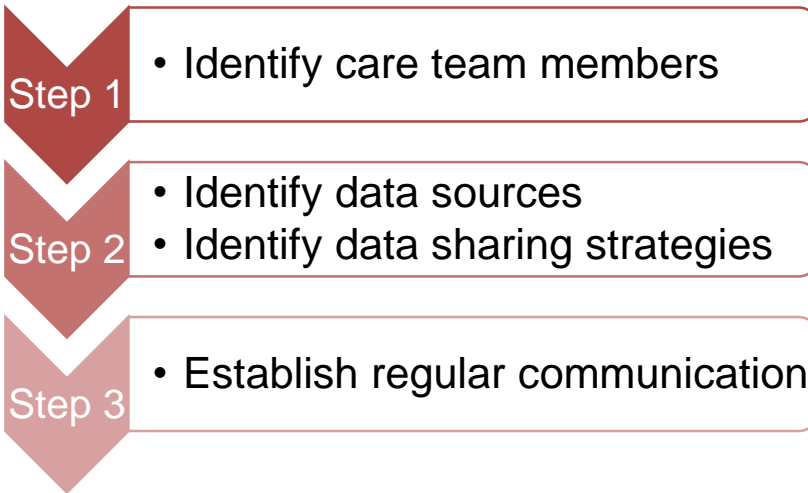 Step 1
• Identify care team members
Step 2
• Identify data sources
• Identify data sharing strategies
Step 3
• Establish regular communication